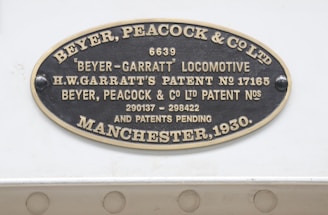 BEYER, PEACOCK & Co LTD
6639
"BEYER-GARRATT" LOCOMOTIVE
H.W.GARRATT'S PATENT No 17165
BEYER, PEACOCK & Co LTD PATENT Nos
290137 - 298422
AND PATENTS PENDING
MANCHESTER, 1930.